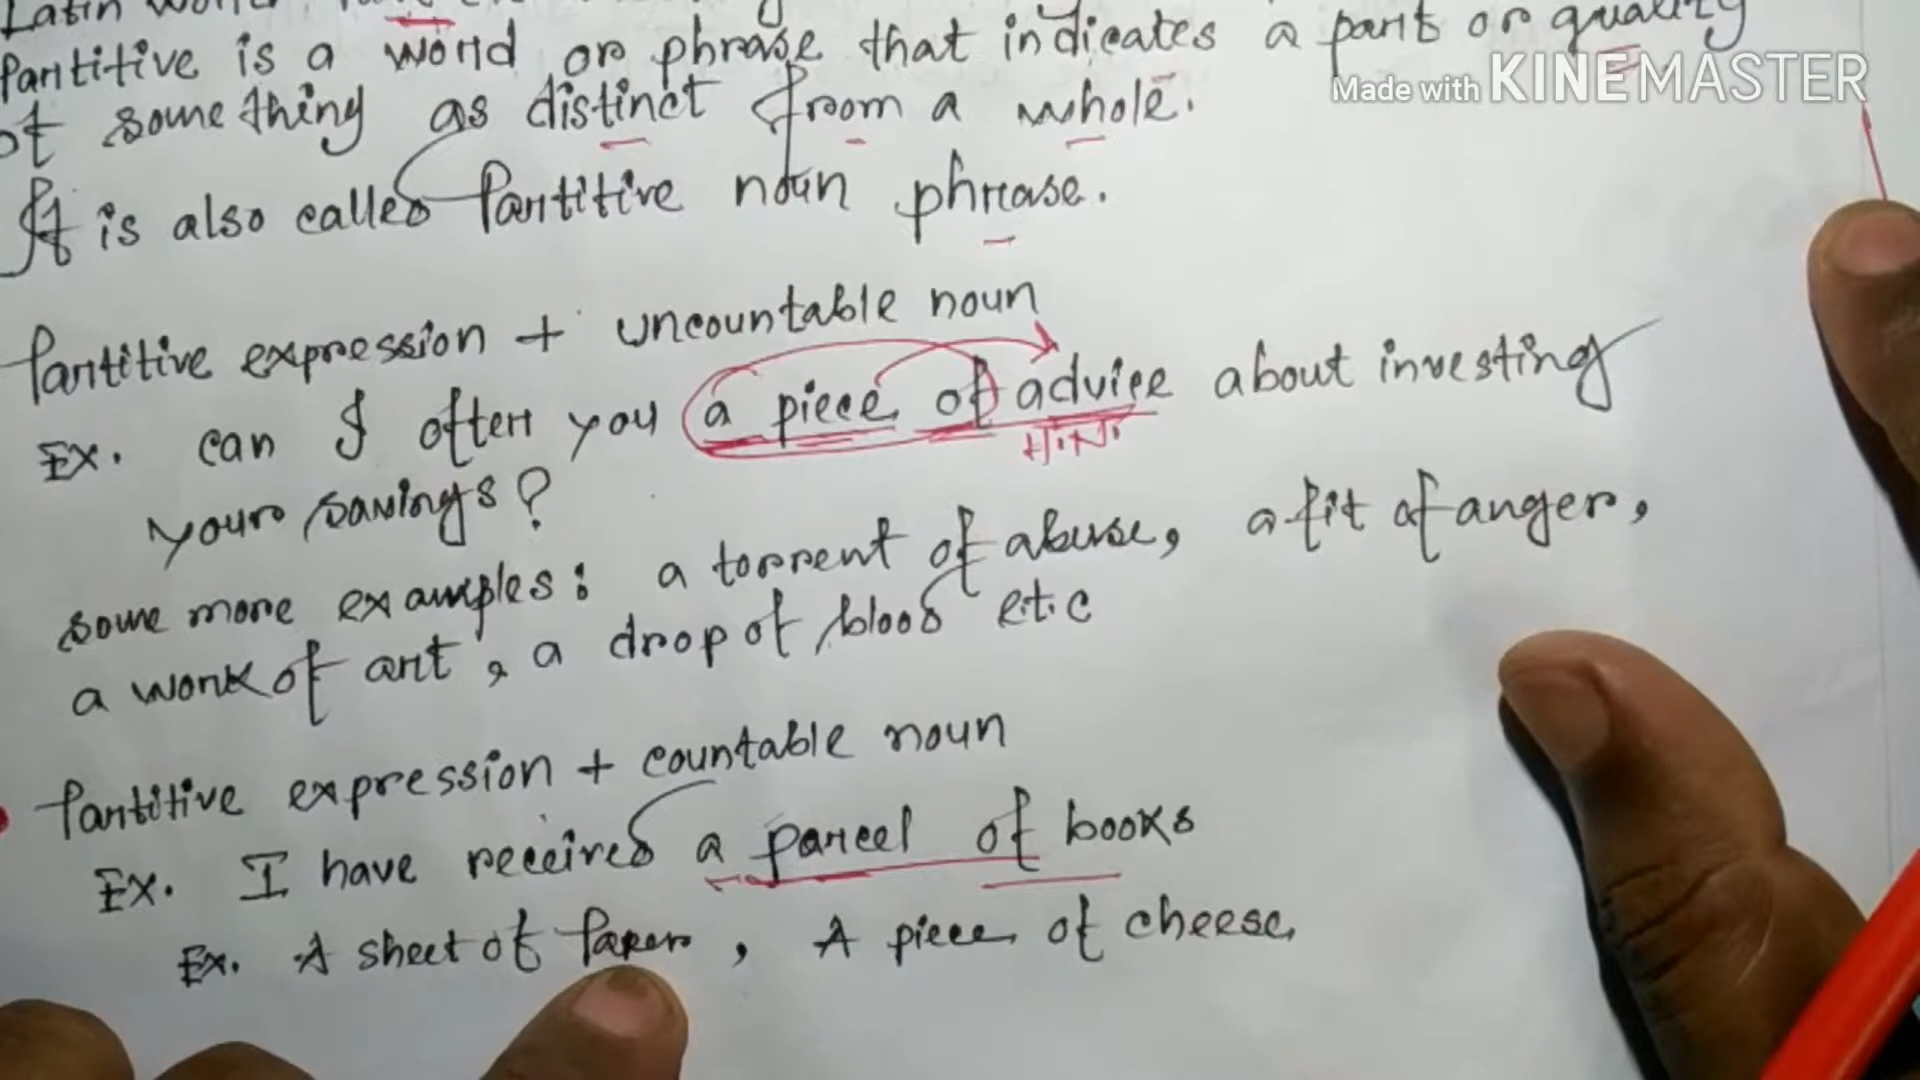 Latin word
Partitive is a word or phrase that indicates a part or quality
Made with KINEMASTER
of something as distinct from a whole.
It is also called Partitive noun phrase.
Partitive expression + uncountable noun
Ex. can I offer you a piece of advice about investing
your savings?
some more examples: a torrent of abuse, a fit of anger,
a work of art, a drop of blood etc
Partitive expression + countable noun
Ex. I have received a parcel of books
Ex. A sheet of Paper, A piece of cheese